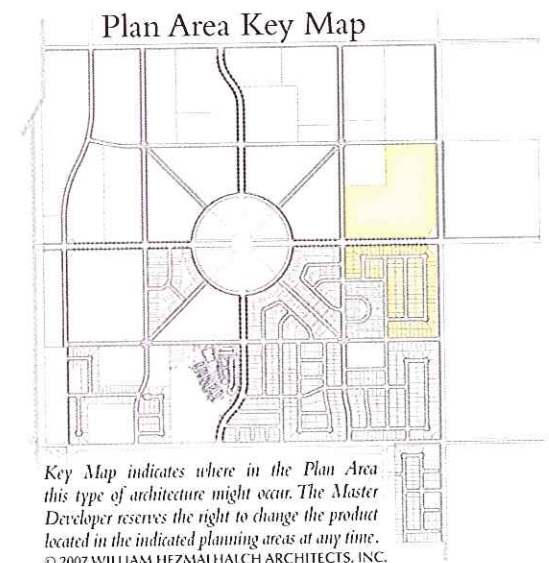 Plan Area Key Map
Key Map indicates where in the Plan Area
this type of architecture might occur. The Master
Developer reserves the right to change the product
located in the indicated planning areas at any time.
© 2007 WILLIAM HEZMALHALCH ARCHITECTS, INC.